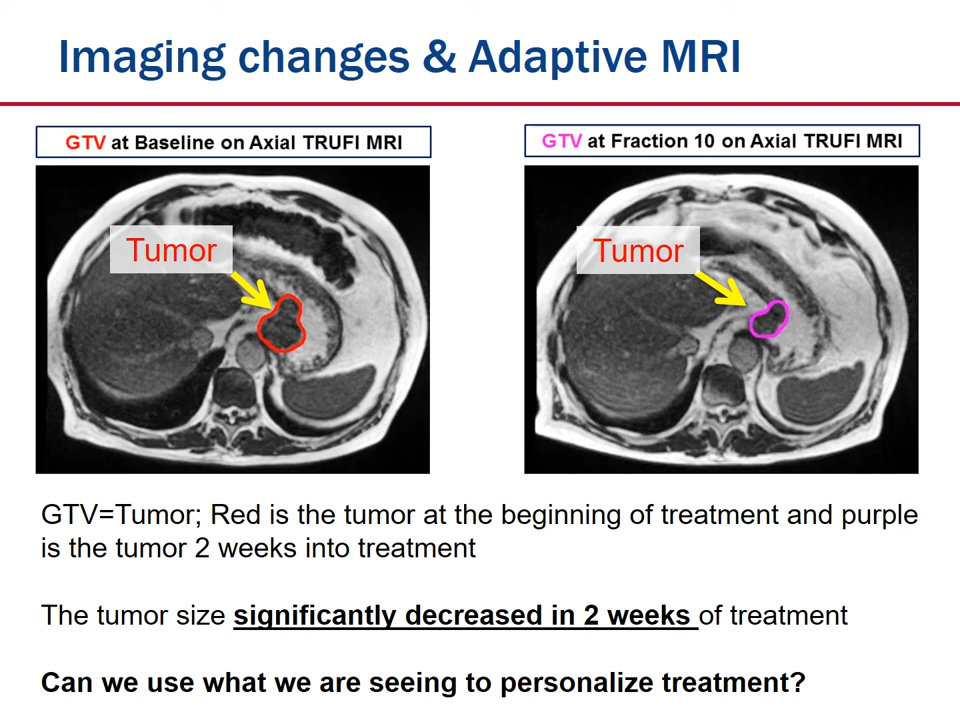 Imaging changes & Adaptive MRI
GTV at Baseline on Axial TRUFI MRI
GTV at Fraction 10 on Axial TRUFI MRI
Tumor
Tumor
GTV=Tumor; Red is the tumor at the beginning of treatment and purple
is the tumor 2 weeks into treatment
The tumor size significantly decreased in 2 weeks of treatment
Can we use what we are seeing to personalize treatment?